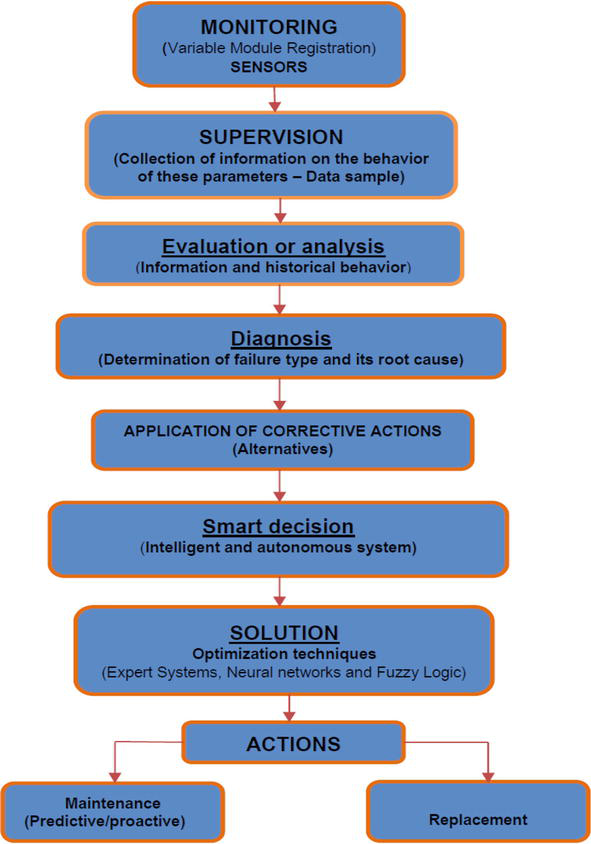 MONITORING
(Variable Module Registration)
SENSORS
SUPERVISION
(Collection of information on the behavior
of these parameters – Data sample)
Evaluation or analysis
(Information and historical behavior)
Diagnosis
(Determination of failure type and its root cause)
APPLICATION OF CORRECTIVE ACTIONS
(Alternatives)
Smart decision
(Intelligent and autonomous system)
SOLUTION
Optimization techniques
(Expert Systems, Neural networks and Fuzzy Logic)
ACTIONS
Maintenance
(Predictive/proactive)
Replacement